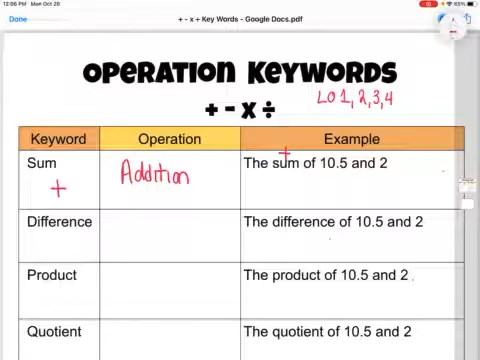 12:06 PM Mon Oct 28
65%
Done
+ - x ÷ Key Words - Google Docs.pdf
Operation Keywords
+ - x ÷
LO 1, 2, 3, 4
Keyword Operation Example
Sum Addition The sum of 10.5 and 2
+ +
Difference The difference of 10.5 and 2
Product The product of 10.5 and 2
Quotient The quotient of 10.5 and 2